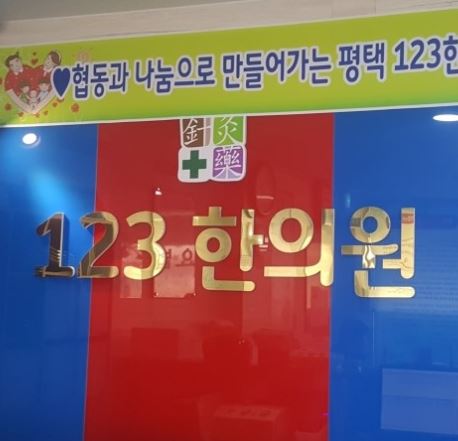 협동과 나눔으로 만들어가는 평택 123한
針灸
藥
123 한의원